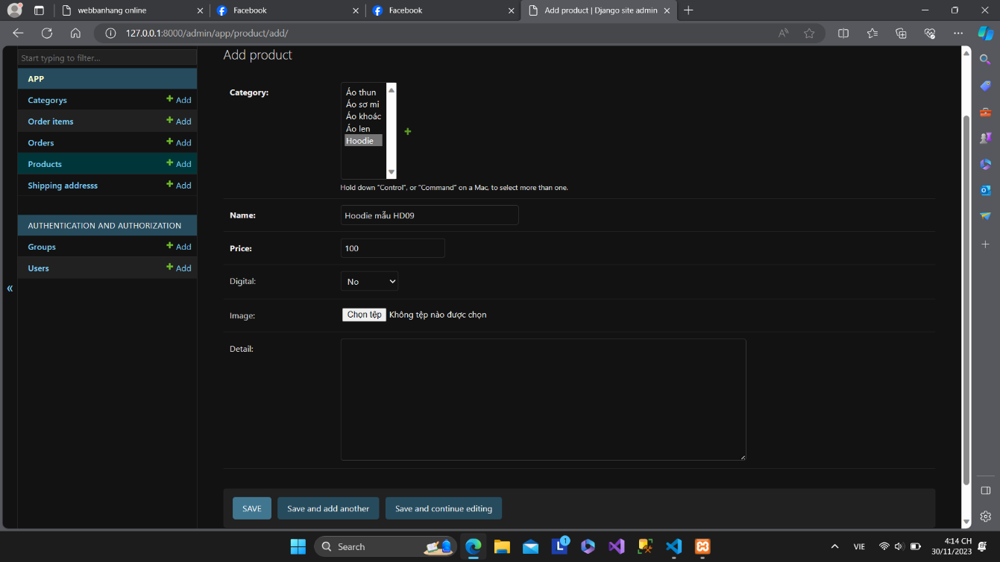 webbanhang online
Facebook
Facebook
Add product | Django site admin
127.0.0.1:8000/admin/app/product/add/
Start typing to filter...
APP
Categorys Add
Order items Add
Orders Add
Products Add
Shipping addresss Add
AUTHENTICATION AND AUTHORIZATION
Groups Add
Users Add
«
Add product
Category:
Áo thun
Áo sơ mi
Áo khoác
Áo len
Hoodie
Hold down “Control”, or “Command” on a Mac, to select more than one.
Name: Hoodie mẫu HD09
Price: 100
Digital: No
Image: Chọn tệp Không tệp nào được chọn
Detail:
SAVE Save and add another Save and continue editing
Search
1
VIE
4:14 CH
30/11/2023